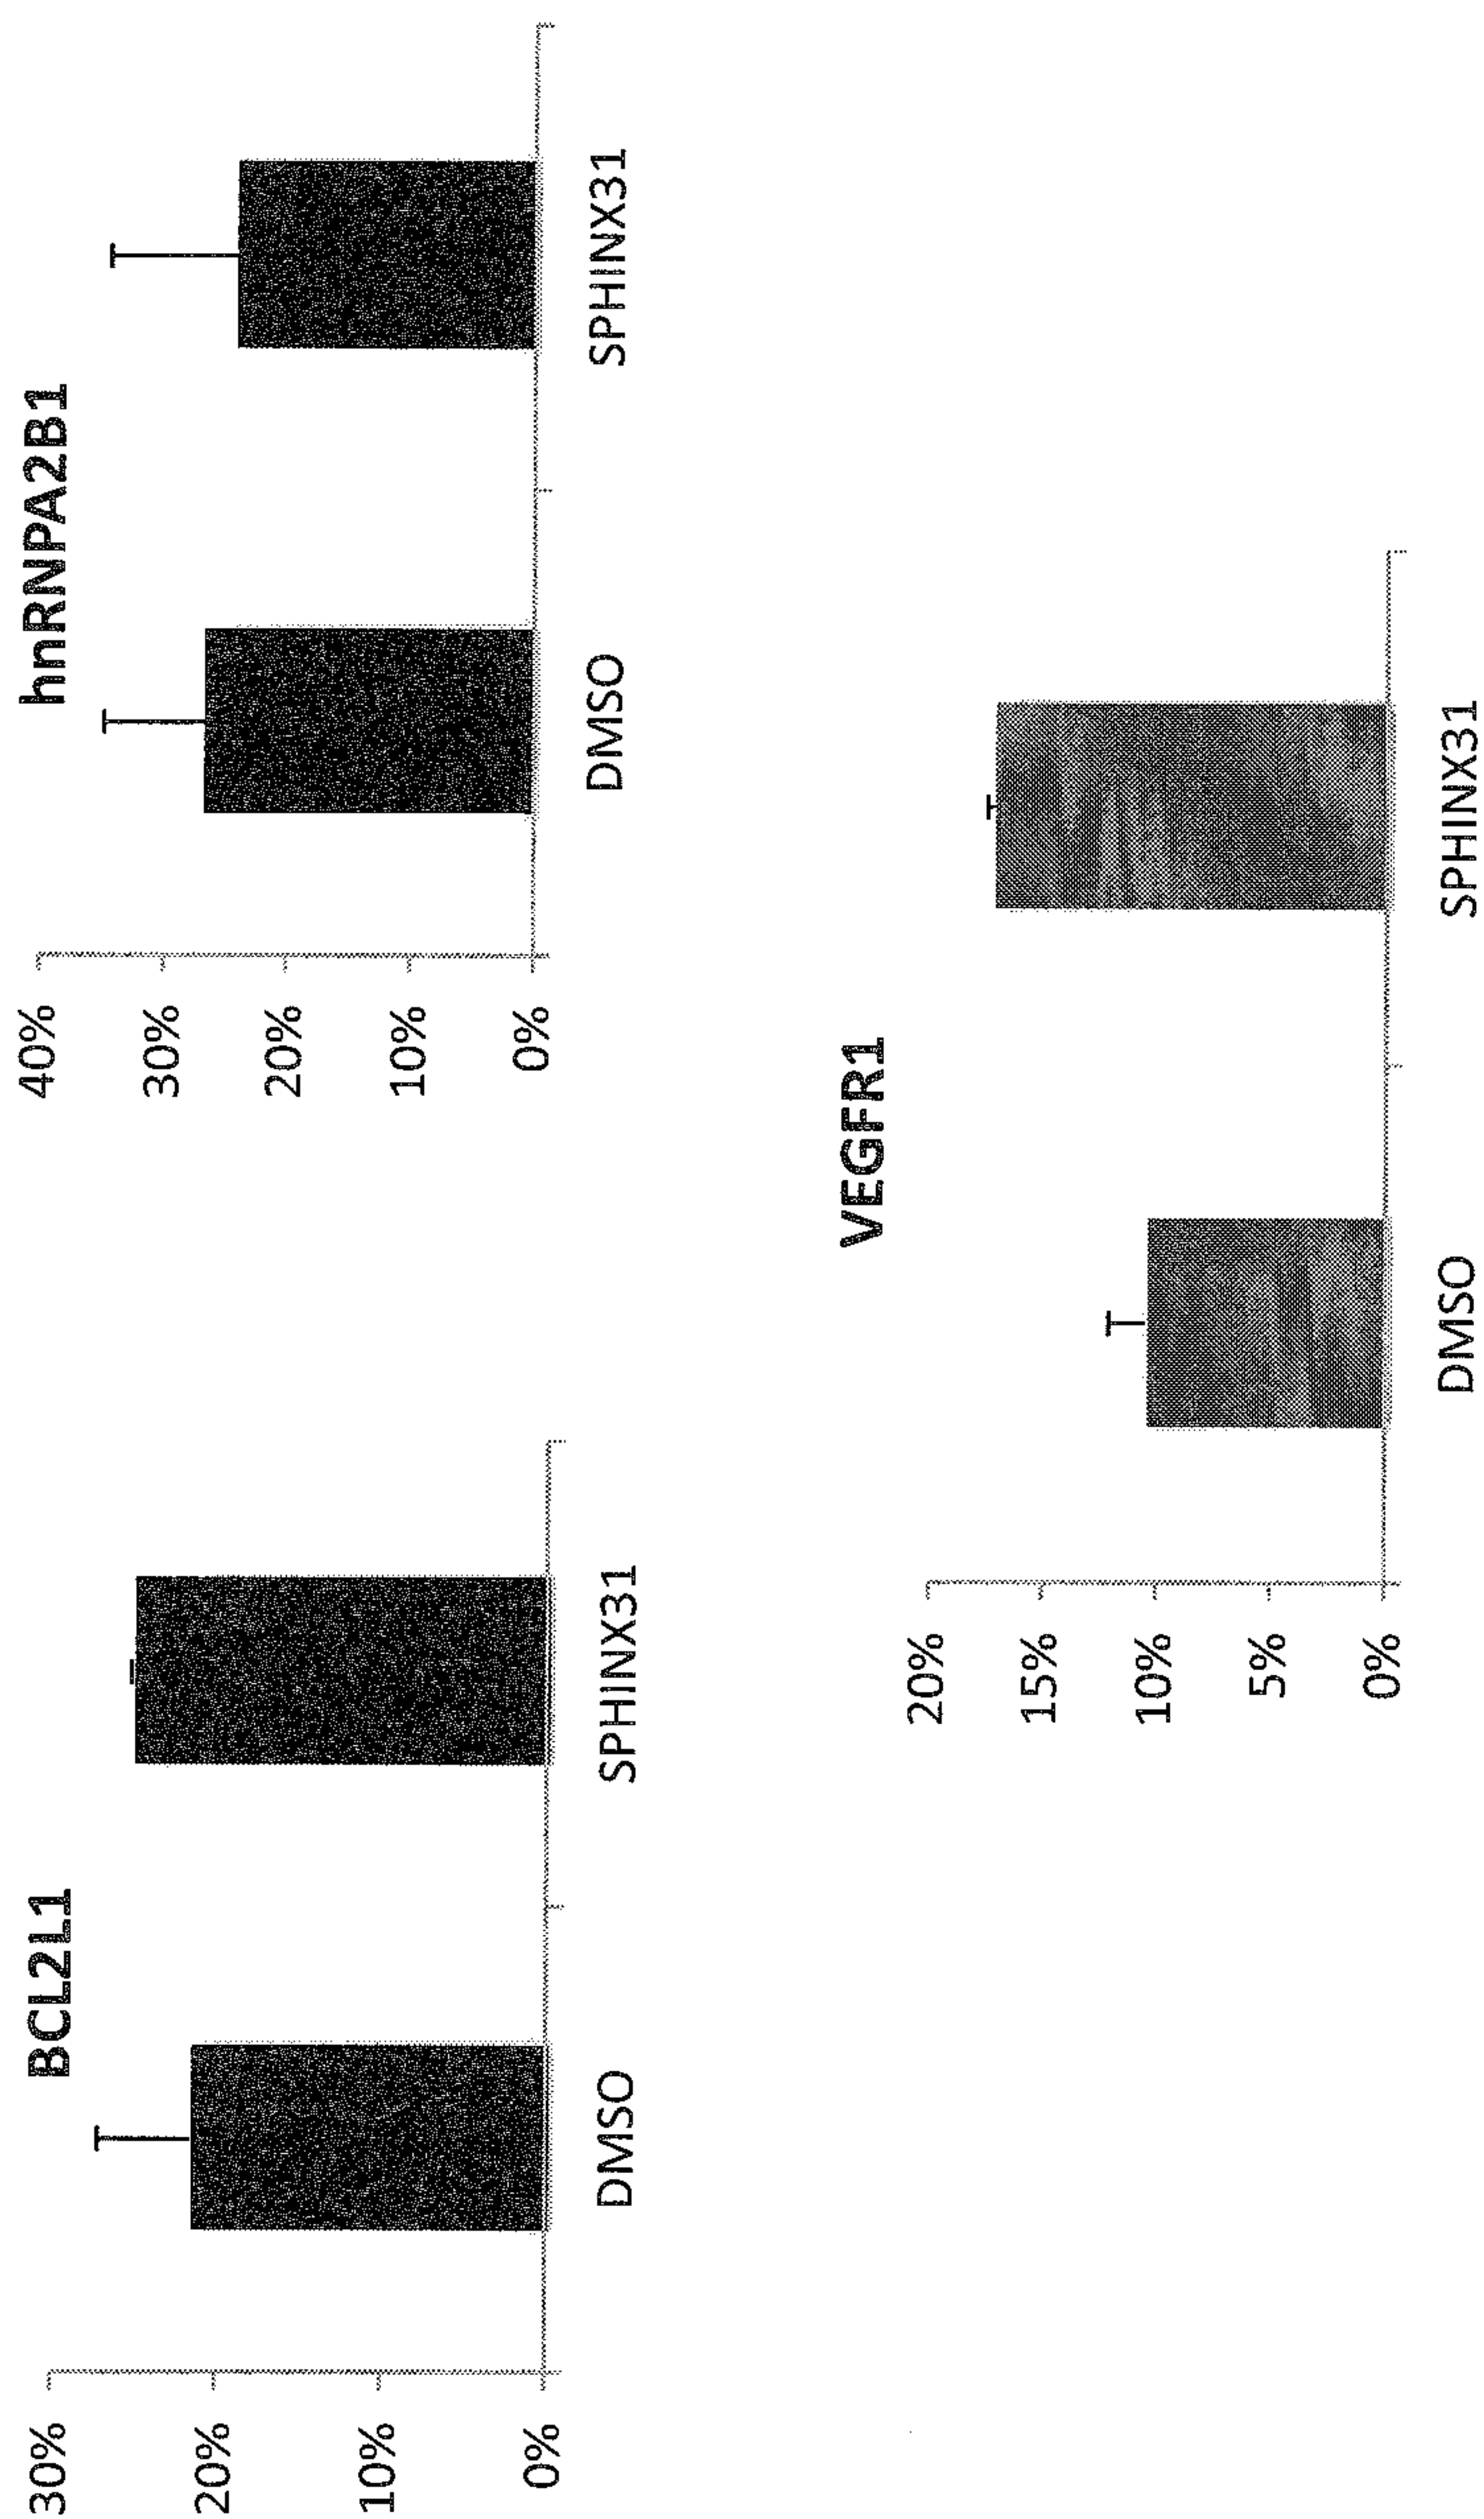 BCL2L1
30%
20%
10%
0%
DMSO SPHINX31
hnRNPA2B1
40%
30%
20%
10%
0%
DMSO SPHINX31
VEGFR1
20%
15%
10%
5%
0%
DMSO SPHINX31